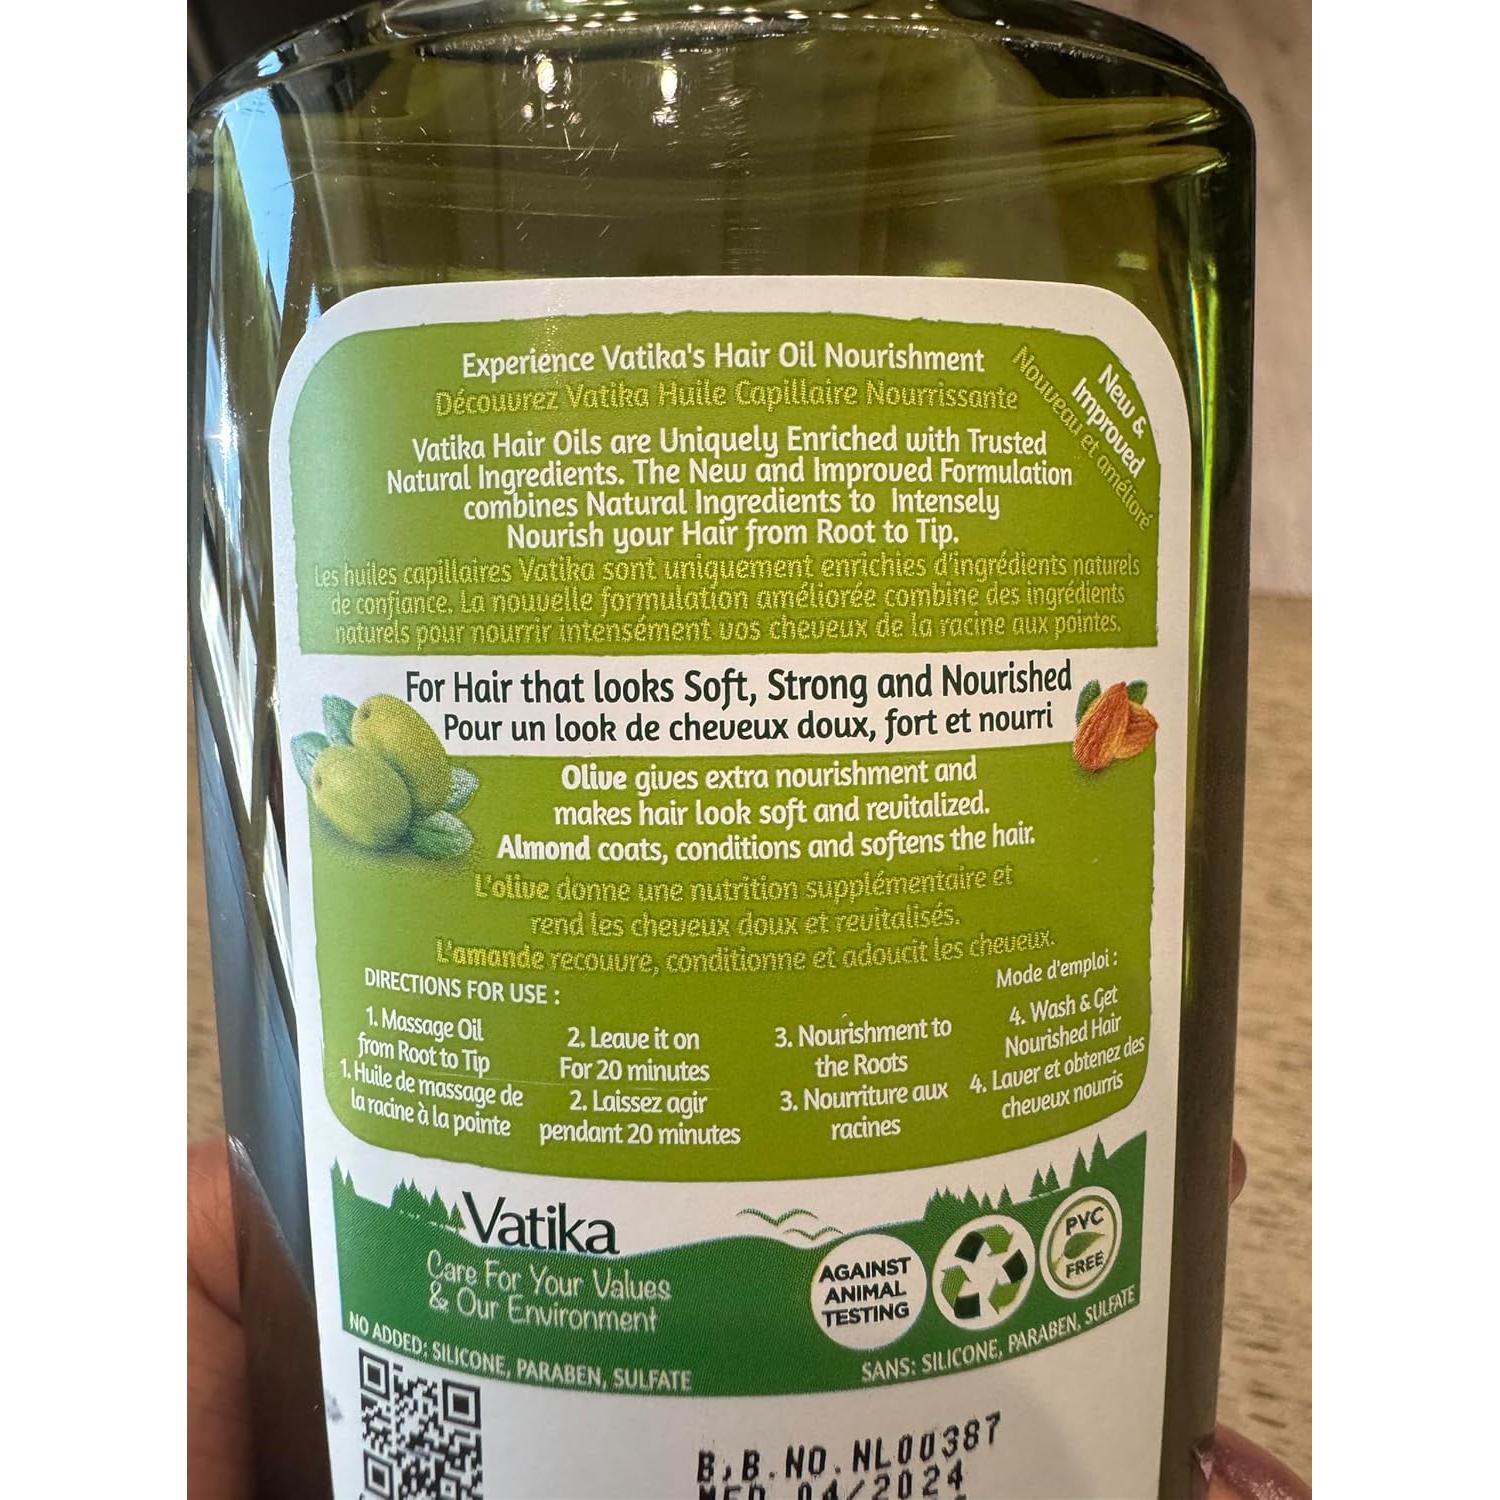 Experience Vatika's Hair Oil Nourishment
Découvrez Vatika Huile Capillaire Nourrissante
New &
Improved
Nouveau et amélioré
Vatika Hair Oils are Uniquely Enriched with Trusted
Natural Ingredients. The New and Improved Formulation
combines Natural Ingredients to Intensely
Nourish your Hair from Root to Tip.
Les huiles capillaires Vatika sont uniquement enrichies d'ingrédients naturels
de confiance. La nouvelle formulation améliorée combine des ingrédients
naturels pour nourrir intensément vos cheveux de la racine aux pointes.
For Hair that looks Soft, Strong and Nourished
Pour un look de cheveux doux, fort et nourri
Olive gives extra nourishment and
makes hair look soft and revitalized.
Almond coats, conditions and softens the hair.
L'olive donne une nutrition supplémentaire et
rend les cheveux doux et revitalisés.
L'amande recouvre, conditionne et adoucit les cheveux.
DIRECTIONS FOR USE :
Mode d'emploi :
1. Massage Oil
from Root to Tip
1. Huile de massage de
la racine à la pointe
2. Leave it on
For 20 minutes
2. Laissez agir
pendant 20 minutes
3. Nourishment to
the Roots
3. Nourriture aux
racines
4. Wash & Get
Nourished Hair
4. Laver et obtenez des
cheveux nourris
Vatika
Care For Your Values
& Our Environment
AGAINST
ANIMAL
TESTING
PVC
FREE
NO ADDED: SILICONE, PARABEN, SULFATE
SANS: SILICONE, PARABEN, SULFATE
B.B.NO.NL00387
04/2024